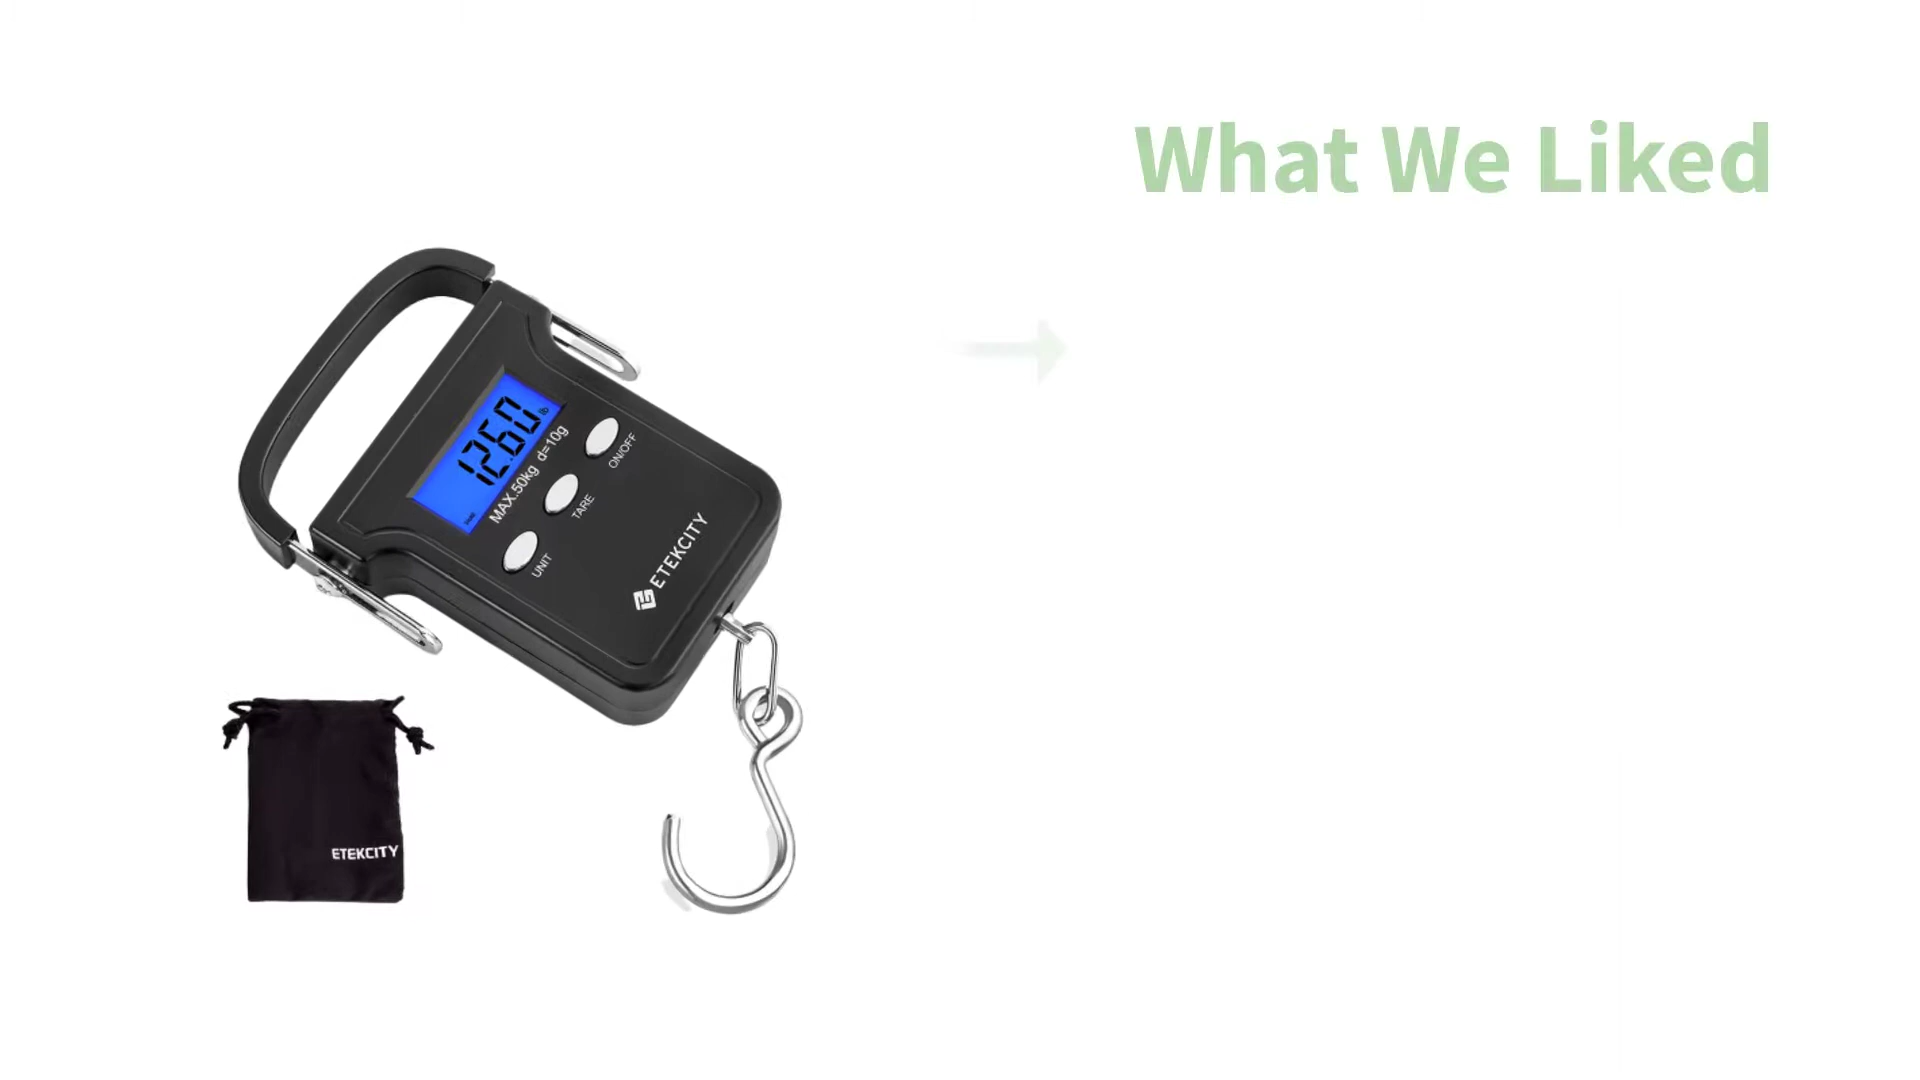 What We Liked
12.60 lb
MAX.50kg d=10g
ON/OFF
TARE
UNIT
ETEKCITY
ETEKCITY